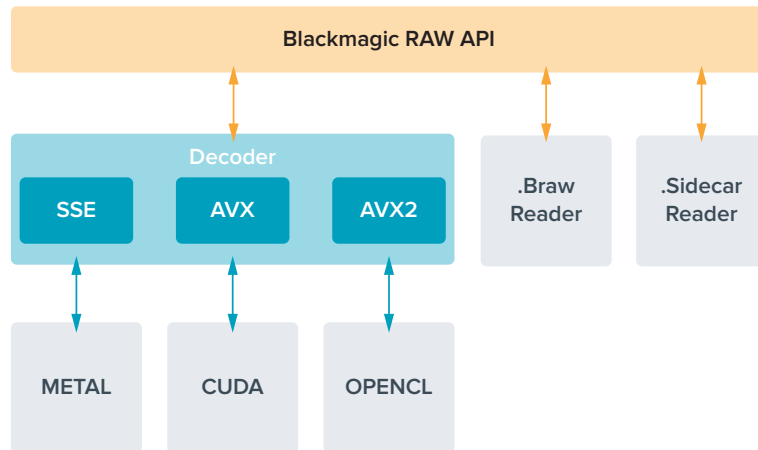 Blackmagic RAW API
Decoder
SSE
AVX
AVX2
.Braw
Reader
.Sidecar
Reader
METAL
CUDA
OPENCL